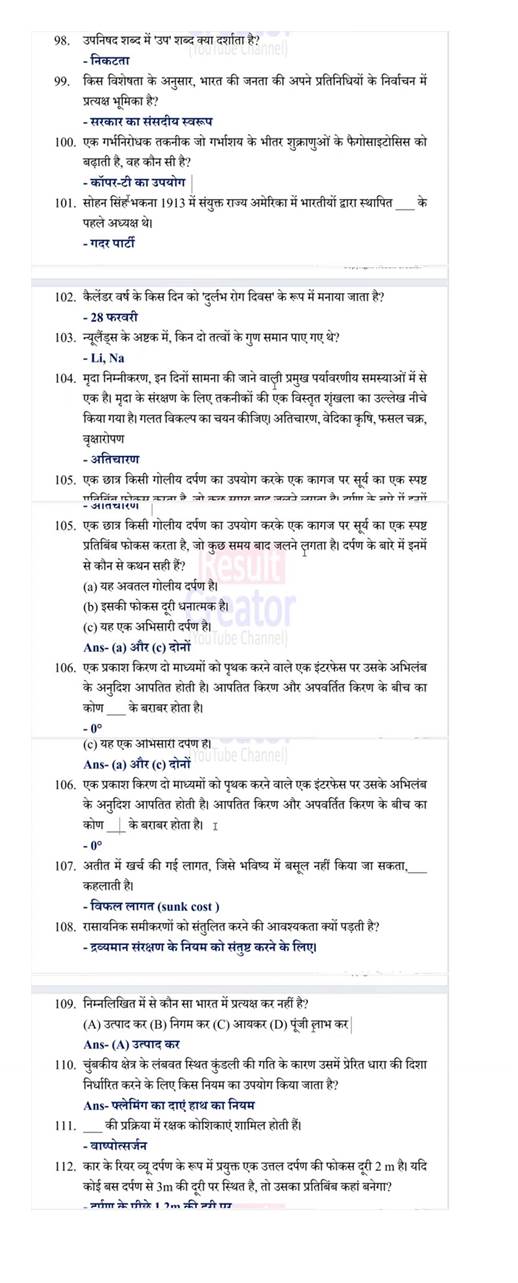 98. उपनिषद शब्द में 'उप' शब्द क्या दर्शाता है?
- निकटता
99. किस विशेषता के अनुसार, भारत की जनता की अपने प्रतिनिधियों के निर्वाचन में
प्रत्यक्ष भूमिका है?
- सरकार का संसदीय स्वरूप
100. एक गर्भनिरोधक तकनीक जो गर्भाशय के भीतर शुक्राणुओं के फैगोसाइटोसिस को
बढ़ाती है, वह कौन सी है?
- कॉपर-टी का उपयोग
101. सोहन सिंह भकना 1913 में संयुक्त राज्य अमेरिका में भारतीयों द्वारा स्थापित ____ के
पहले अध्यक्ष थे।
- गदर पार्टी
102. कैलेंडर वर्ष के किस दिन को 'दुर्लभ रोग दिवस' के रूप में मनाया जाता है?
- 28 फरवरी
103. न्यूलैंड्स के अष्टक में, किन दो तत्वों के गुण समान पाए गए थे?
- Li, Na
104. मृदा निम्नीकरण, इन दिनों सामना की जाने वाली प्रमुख पर्यावरणीय समस्याओं में से
एक है। मृदा के संरक्षण के लिए तकनीकों की एक विस्तृत शृंखला का उल्लेख नीचे
किया गया है। गलत विकल्प का चयन कीजिए। अतिचारण, वेदिका कृषि, फसल चक्र,
वृक्षारोपण
- अतिचारण
105. एक छात्र किसी गोलीय दर्पण का उपयोग करके एक कागज पर सूर्य का एक स्पष्ट
प्रतिबिंब फोकस करता है, जो कुछ समय बाद जलने लगता है। दर्पण के बारे में इनमें
- अतिचारण
105. एक छात्र किसी गोलीय दर्पण का उपयोग करके एक कागज पर सूर्य का एक स्पष्ट
प्रतिबिंब फोकस करता है, जो कुछ समय बाद जलने लगता है। दर्पण के बारे में इनमें
से कौन से कथन सही हैं?
(a) यह अवतल गोलीय दर्पण है।
(b) इसकी फोकस दूरी धनात्मक है।
(c) यह एक अभिसारी दर्पण है।
Ans- (a) और (c) दोनों
106. एक प्रकाश किरण दो माध्यमों को पृथक करने वाले एक इंटरफेस पर उसके अभिलंब
के अनुदिश आपतित होती है। आपतित किरण और अपवर्तित किरण के बीच का
कोण ____ के बराबर होता है।
- 0°
(c) यह एक अभिसारी दर्पण है।
Ans- (a) और (c) दोनों
106. एक प्रकाश किरण दो माध्यमों को पृथक करने वाले एक इंटरफेस पर उसके अभिलंब
के अनुदिश आपतित होती है। आपतित किरण और अपवर्तित किरण के बीच का
कोण ____ के बराबर होता है।
- 0°
107. अतीत में खर्च की गई लागत, जिसे भविष्य में वसूल नहीं किया जा सकता,____
कहलाती है।
- विफल लागत (sunk cost )
108. रासायनिक समीकरणों को संतुलित करने की आवश्यकता क्यों पड़ती है?
- द्रव्यमान संरक्षण के नियम को संतुष्ट करने के लिए।
109. निम्नलिखित में से कौन सा भारत में प्रत्यक्ष कर नहीं है?
(A) उत्पाद कर (B) निगम कर (C) आयकर (D) पूंजी लाभ कर
Ans- (A) उत्पाद कर
110. चुंबकीय क्षेत्र के लंबवत स्थित कुंडली की गति के कारण उसमें प्रेरित धारा की दिशा
निर्धारित करने के लिए किस नियम का उपयोग किया जाता है?
Ans- फ्लेमिंग का दाएं हाथ का नियम
111. ____ की प्रक्रिया में रक्षक कोशिकाएं शामिल होती हैं।
- वाष्पोत्सर्जन
112. कार के रियर व्यू दर्पण के रूप में प्रयुक्त एक उत्तल दर्पण की फोकस दूरी 2 m है। यदि
कोई बस दर्पण से 3m की दूरी पर स्थित है, तो उसका प्रतिबिंब कहां बनेगा?
- दर्पण के पीछे 1.2m की दूरी पर